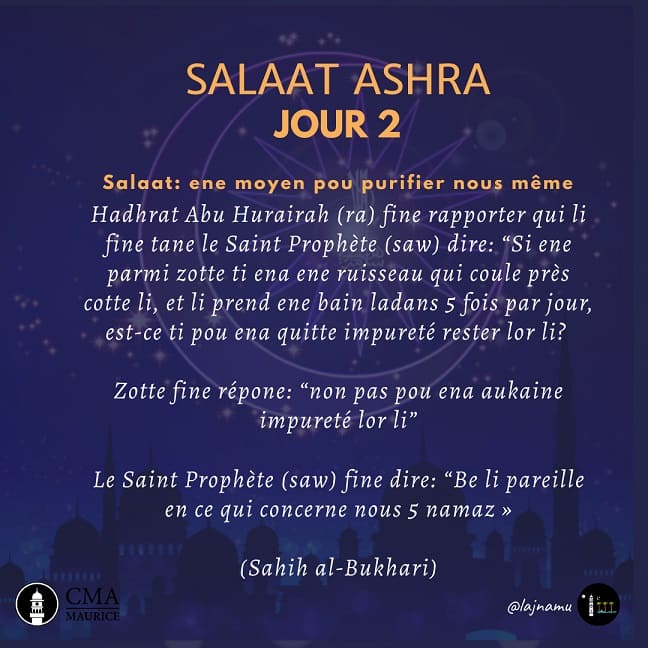 SALAAT ASHRA
JOUR 2
Salaat: ene moyen pou purifier nous même
Hadhrat Abu Hurairah (ra) fine rapporter qui li
fine tane le Saint Prophète (saw) dire: “Si ene
parmi zotte ti ena ene ruisseau qui coule près
cotte li, et li prend ene bain ladans 5 fois par jour,
est-ce ti pou ena quitte impureté rester lor li?
Zotte fine répone: “non pas pou ena aukaine
impureté lor li”
Le Saint Prophète (saw) fine dire: “Be li pareille
en ce qui concerne nous 5 namaz »
(Sahih al-Bukhari)
CMA
MAURICE
@lajnamu